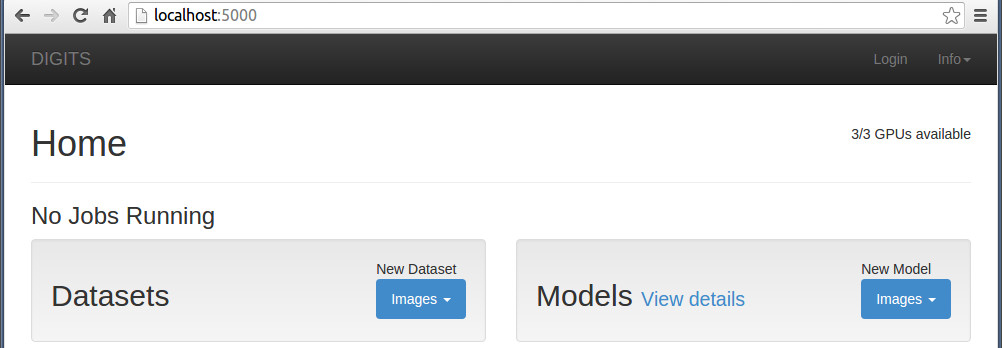 localhost:5000
DIGITS Login Info
Home 3/3 GPUs available
No Jobs Running
New Dataset
Datasets Images
New Model
Models View details Images